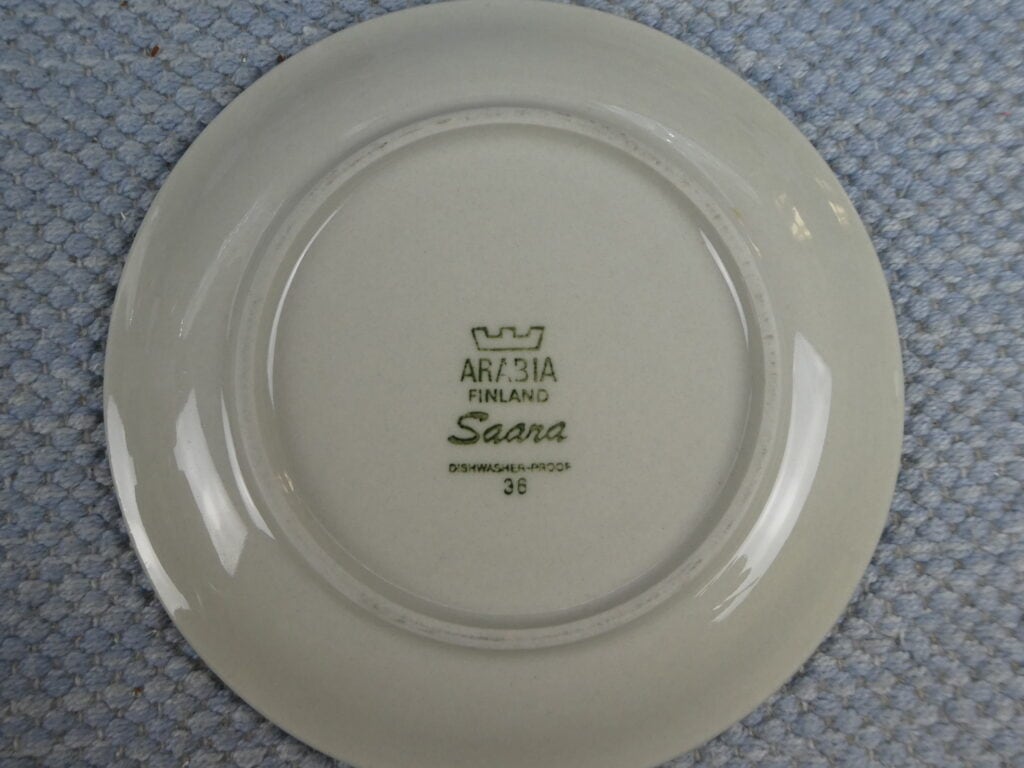 ARABIA
FINLAND
Saara
DISHWASHER-PROOF
36